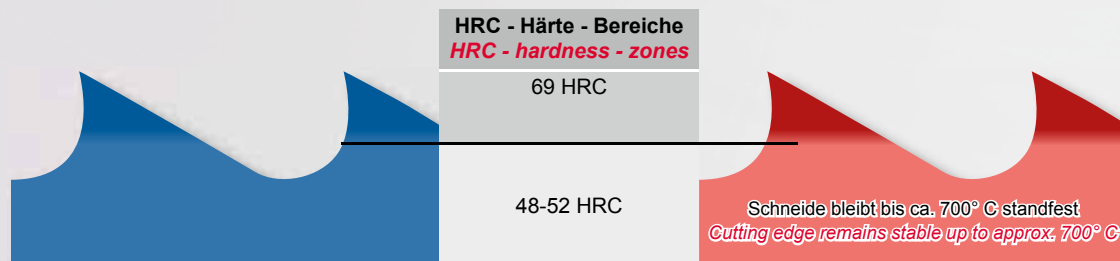 HRC - Härte - Bereiche
HRC - hardness - zones
69 HRC
48-52 HRC
Schneide bleibt bis ca. 700° C standfest
Cutting edge remains stable up to approx. 700° C